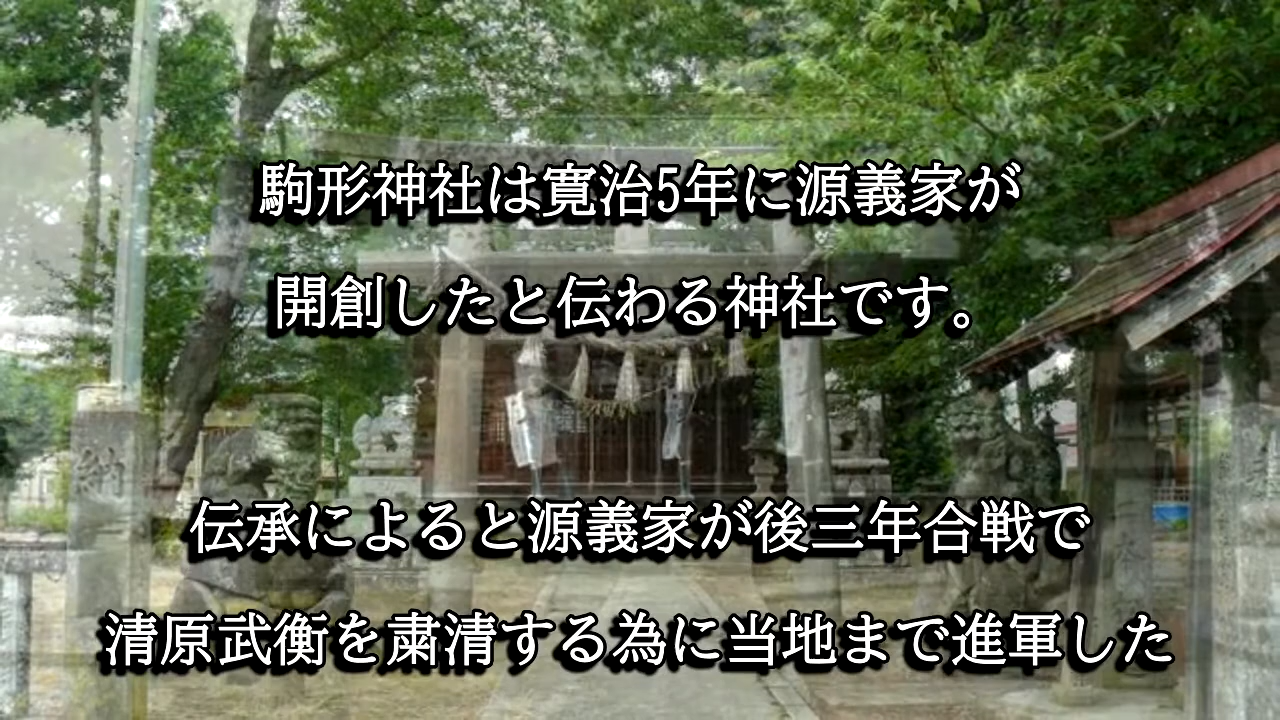 駒形神社は寛治5年に源義家が
開創したと伝わる神社です。
伝承によると源義家が後三年合戦で
清原武衡を粛清する為に当地まで進軍した
納